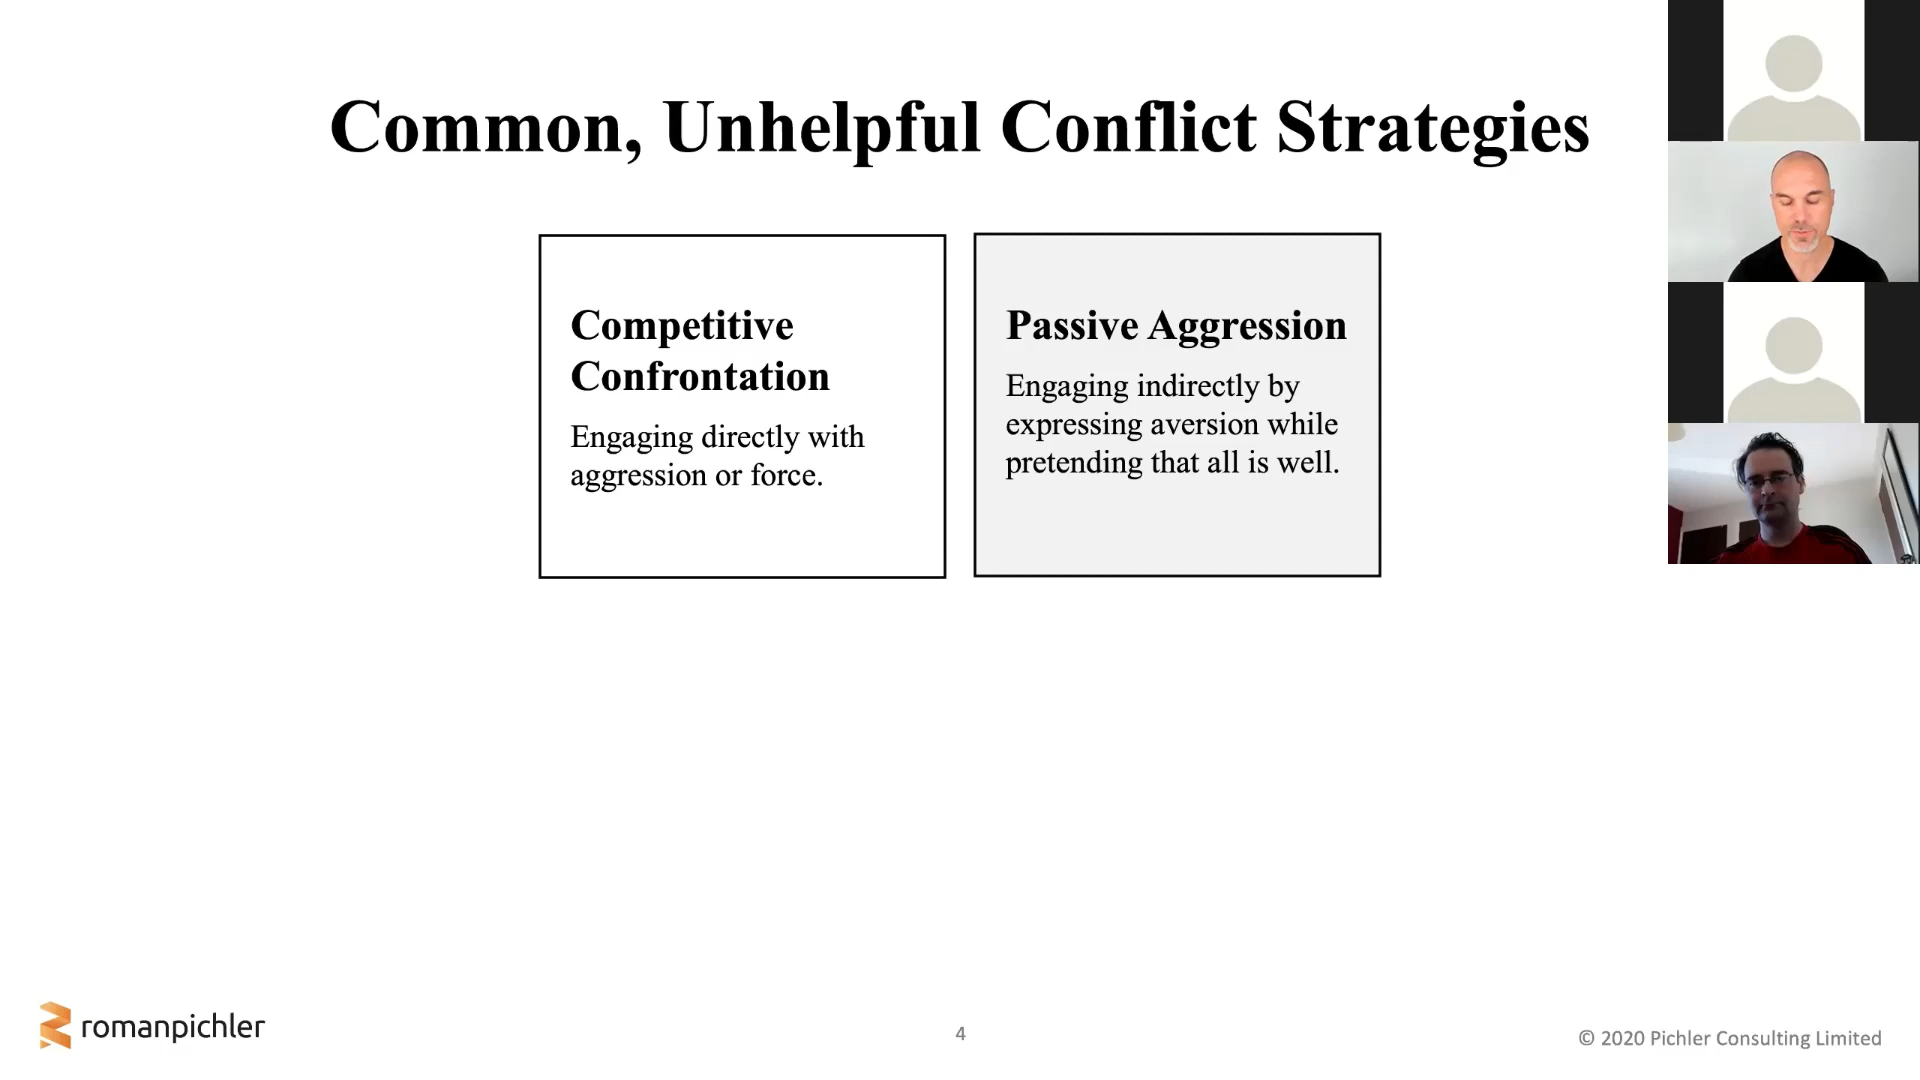 Common, Unhelpful Conflict Strategies
Competitive
Confrontation
Engaging directly with
aggression or force.
Passive Aggression
Engaging indirectly by
expressing aversion while
pretending that all is well.
romanpichler
4
© 2020 Pichler Consulting Limited